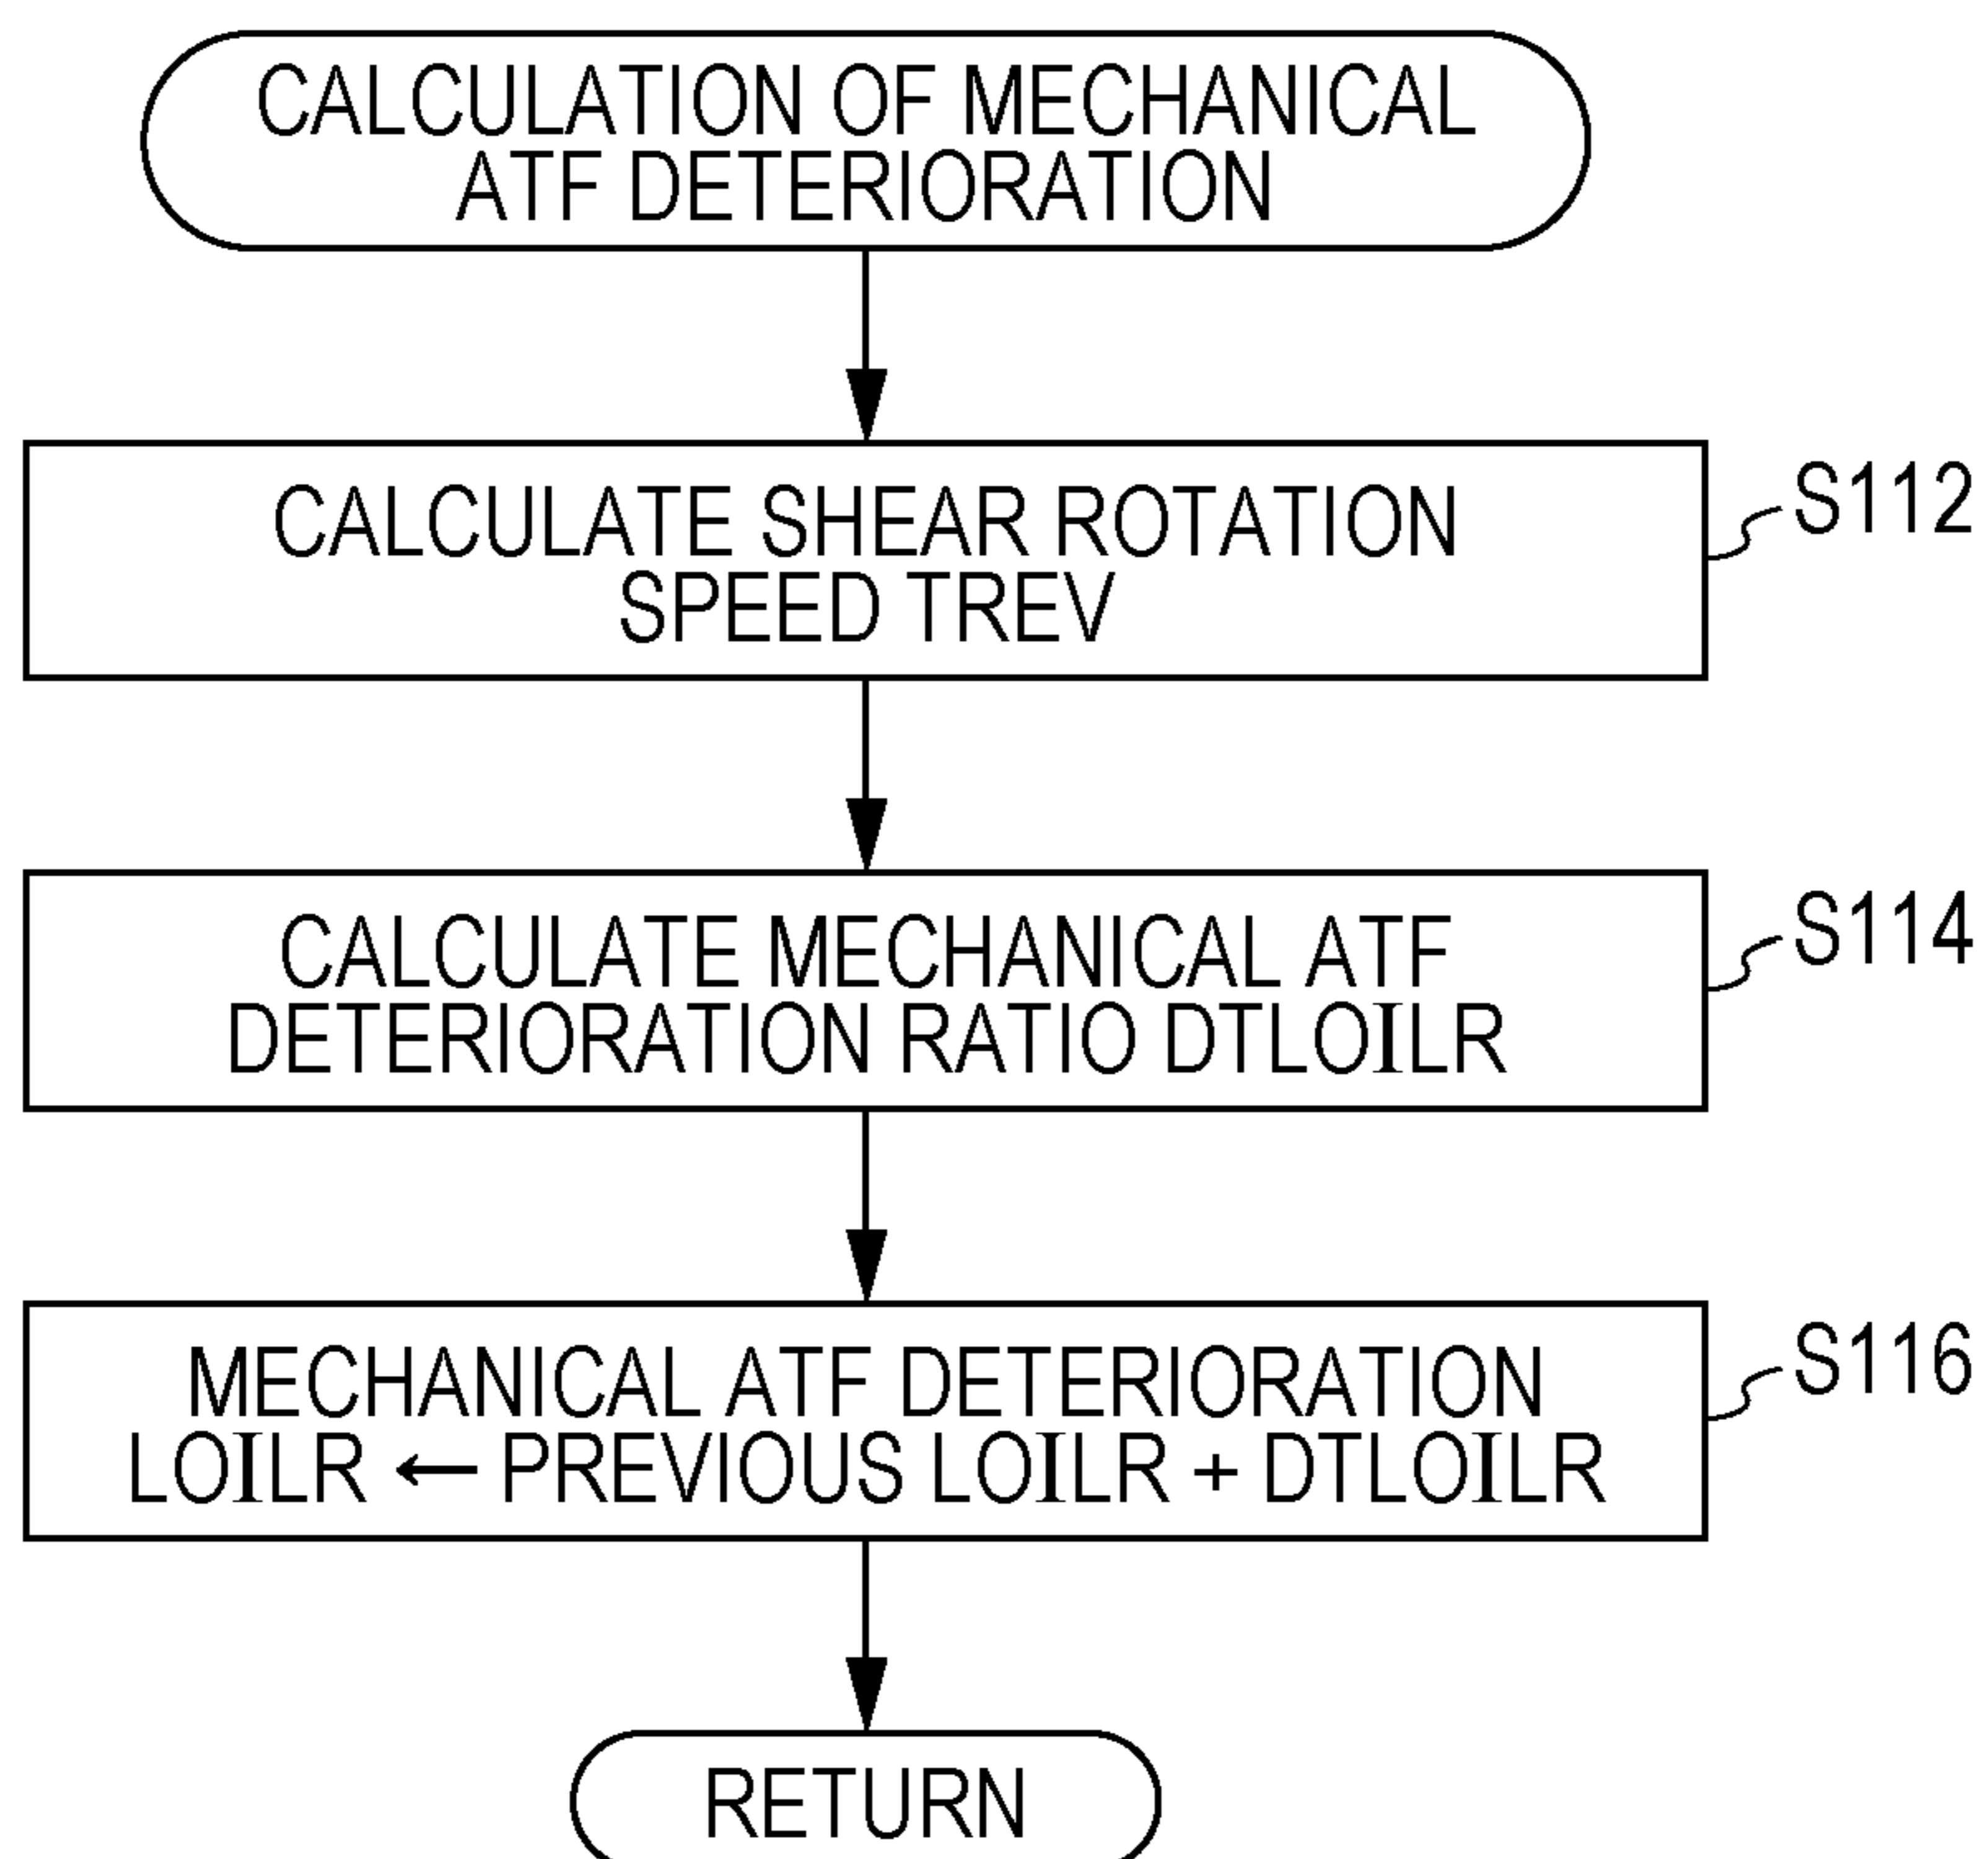 CALCULATION OF MECHANICAL
ATF DETERIORATION
CALCULATE SHEAR ROTATION
SPEED TREV
S112
CALCULATE MECHANICAL ATF
DETERIORATION RATIO DTLOILR
S114
MECHANICAL ATF DETERIORATION
LOILR ← PREVIOUS LOILR + DTLOILR
S116
RETURN